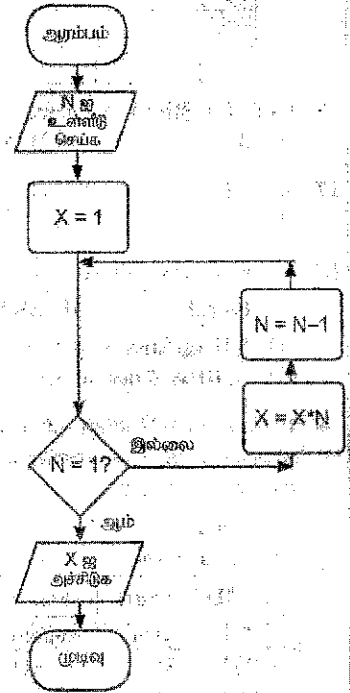 ஆரம்பம்
N ஐ
உள்ளீடு
செய்க
X = 1
N = N–1
X = X*N
இல்லை
N = 1?
ஆம்
X ஐ
அச்சிடுக
முடிவு